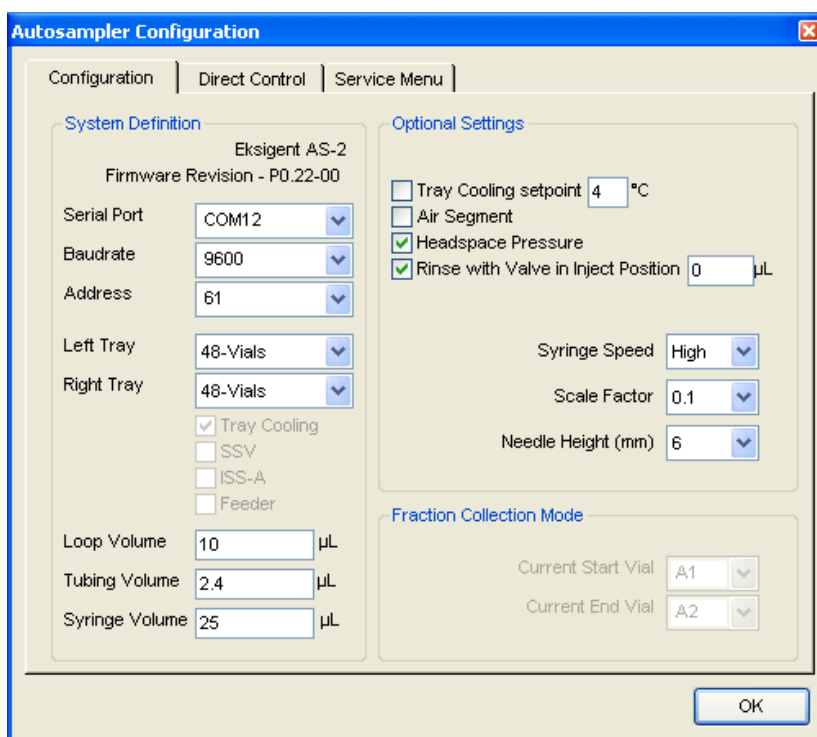 Autosampler Configuration
Configuration Direct Control Service Menu
System Definition
Eksigent AS-2
Firmware Revision - P0.22-00
Serial Port COM12
Baudrate 9600
Address 61
Left Tray 48-Vials
Right Tray 48-Vials
Tray Cooling
SSV
ISS-A
Feeder
Loop Volume 10 µL
Tubing Volume 2.4 µL
Syringe Volume 25 µL
Optional Settings
Tray Cooling setpoint 4 °C
Air Segment
Headspace Pressure
Rinse with Valve in Inject Position 0 µL
Syringe Speed High
Scale Factor 0.1
Needle Height (mm) 6
Fraction Collection Mode
Current Start Vial A1
Current End Vial A2
OK